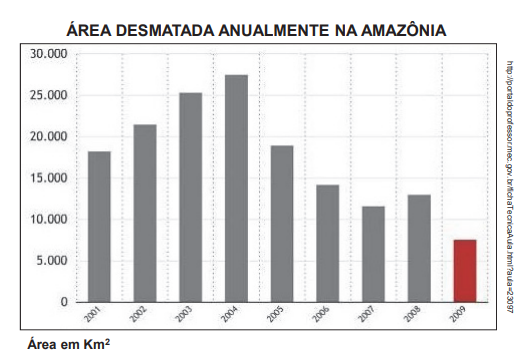 ÁREA DESMATADA ANUALMENTE NA AMAZÔNIA
30.000
25.000
20.000
15.000
10.000
5.000
0
2001 2002 2003 2004 2005 2006 2007 2008 2009
http://portaldoprofessor.mec.gov.br/fichaTecnicaAula.html?aula=23097
Área em Km²